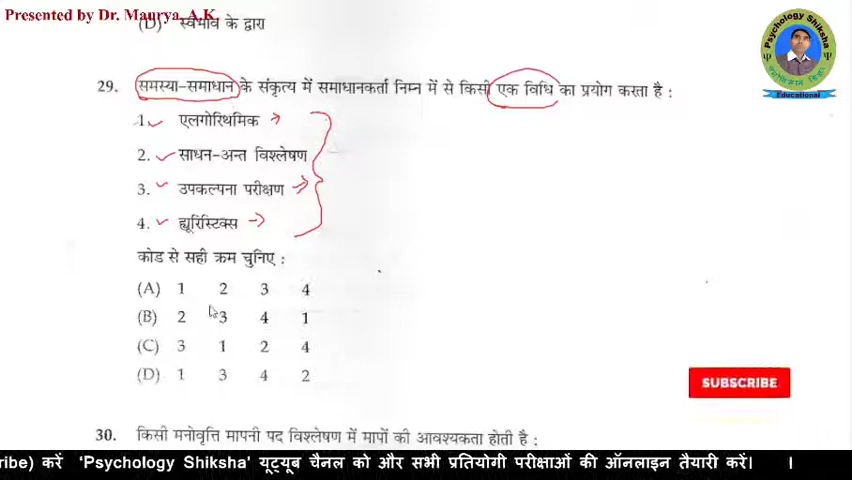 Presented by Dr. Maurya, A.K.
(D) स्वभाव के द्वारा
Psychology Shiksha
Educational
29. समस्या-समाधान के संकृत्य में समाधानकर्ता निम्न में से किसी एक विधि का प्रयोग करता है :
1. एलगोरिथमिक
2. साधन-अन्त विश्लेषण
3. उपकल्पना परीक्षण
4. ह्यूरिस्टिक्स
कोड से सही क्रम चुनिए :
(A) 1 2 3 4
(B) 2 3 4 1
(C) 3 1 2 4
(D) 1 3 4 2
SUBSCRIBE
30. किसी मनोवृत्ति मापनी पद विश्लेषण में मापों की आवश्यकता होती है :
ribe) करें 'Psychology Shiksha' यूट्यूब चैनल को और सभी प्रतियोगी परीक्षाओं की ऑनलाइन तैयारी करें। ।